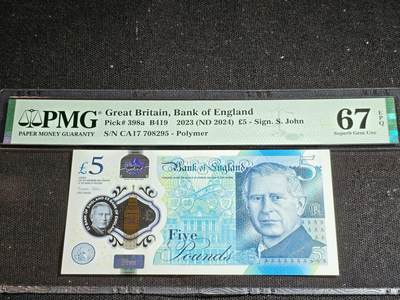 PMG
PAPER MONEY GUARANTY
Great Britain, Bank of England
Pick# 398a B419 2023 (ND 2024) £5 - Sign. S. John
S/N CA17 708295 - Polymer
67 EPQ
Superb Gem Unc
£5
Bank of England
5
Five
Pounds